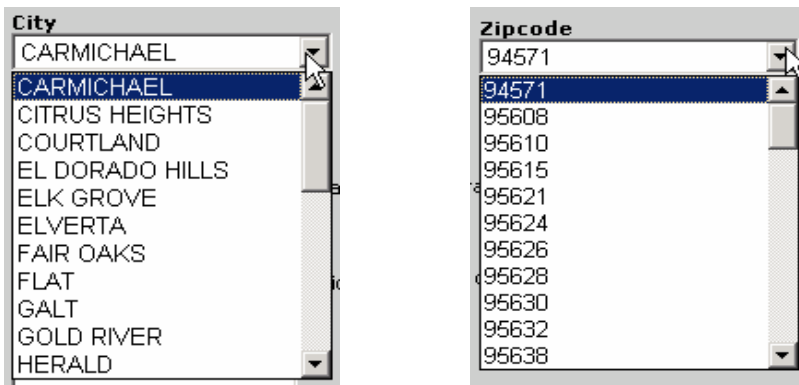 City
CARMICHAEL
CARMICHAEL
CITRUS HEIGHTS
COURTLAND
EL DORADO HILLS
ELK GROVE
ELVERTA
FAIR OAKS
FLAT
GALT
GOLD RIVER
HERALD
Zipcode
94571
94571
95608
95610
95615
95621
95624
95626
95628
95630
95632
95638